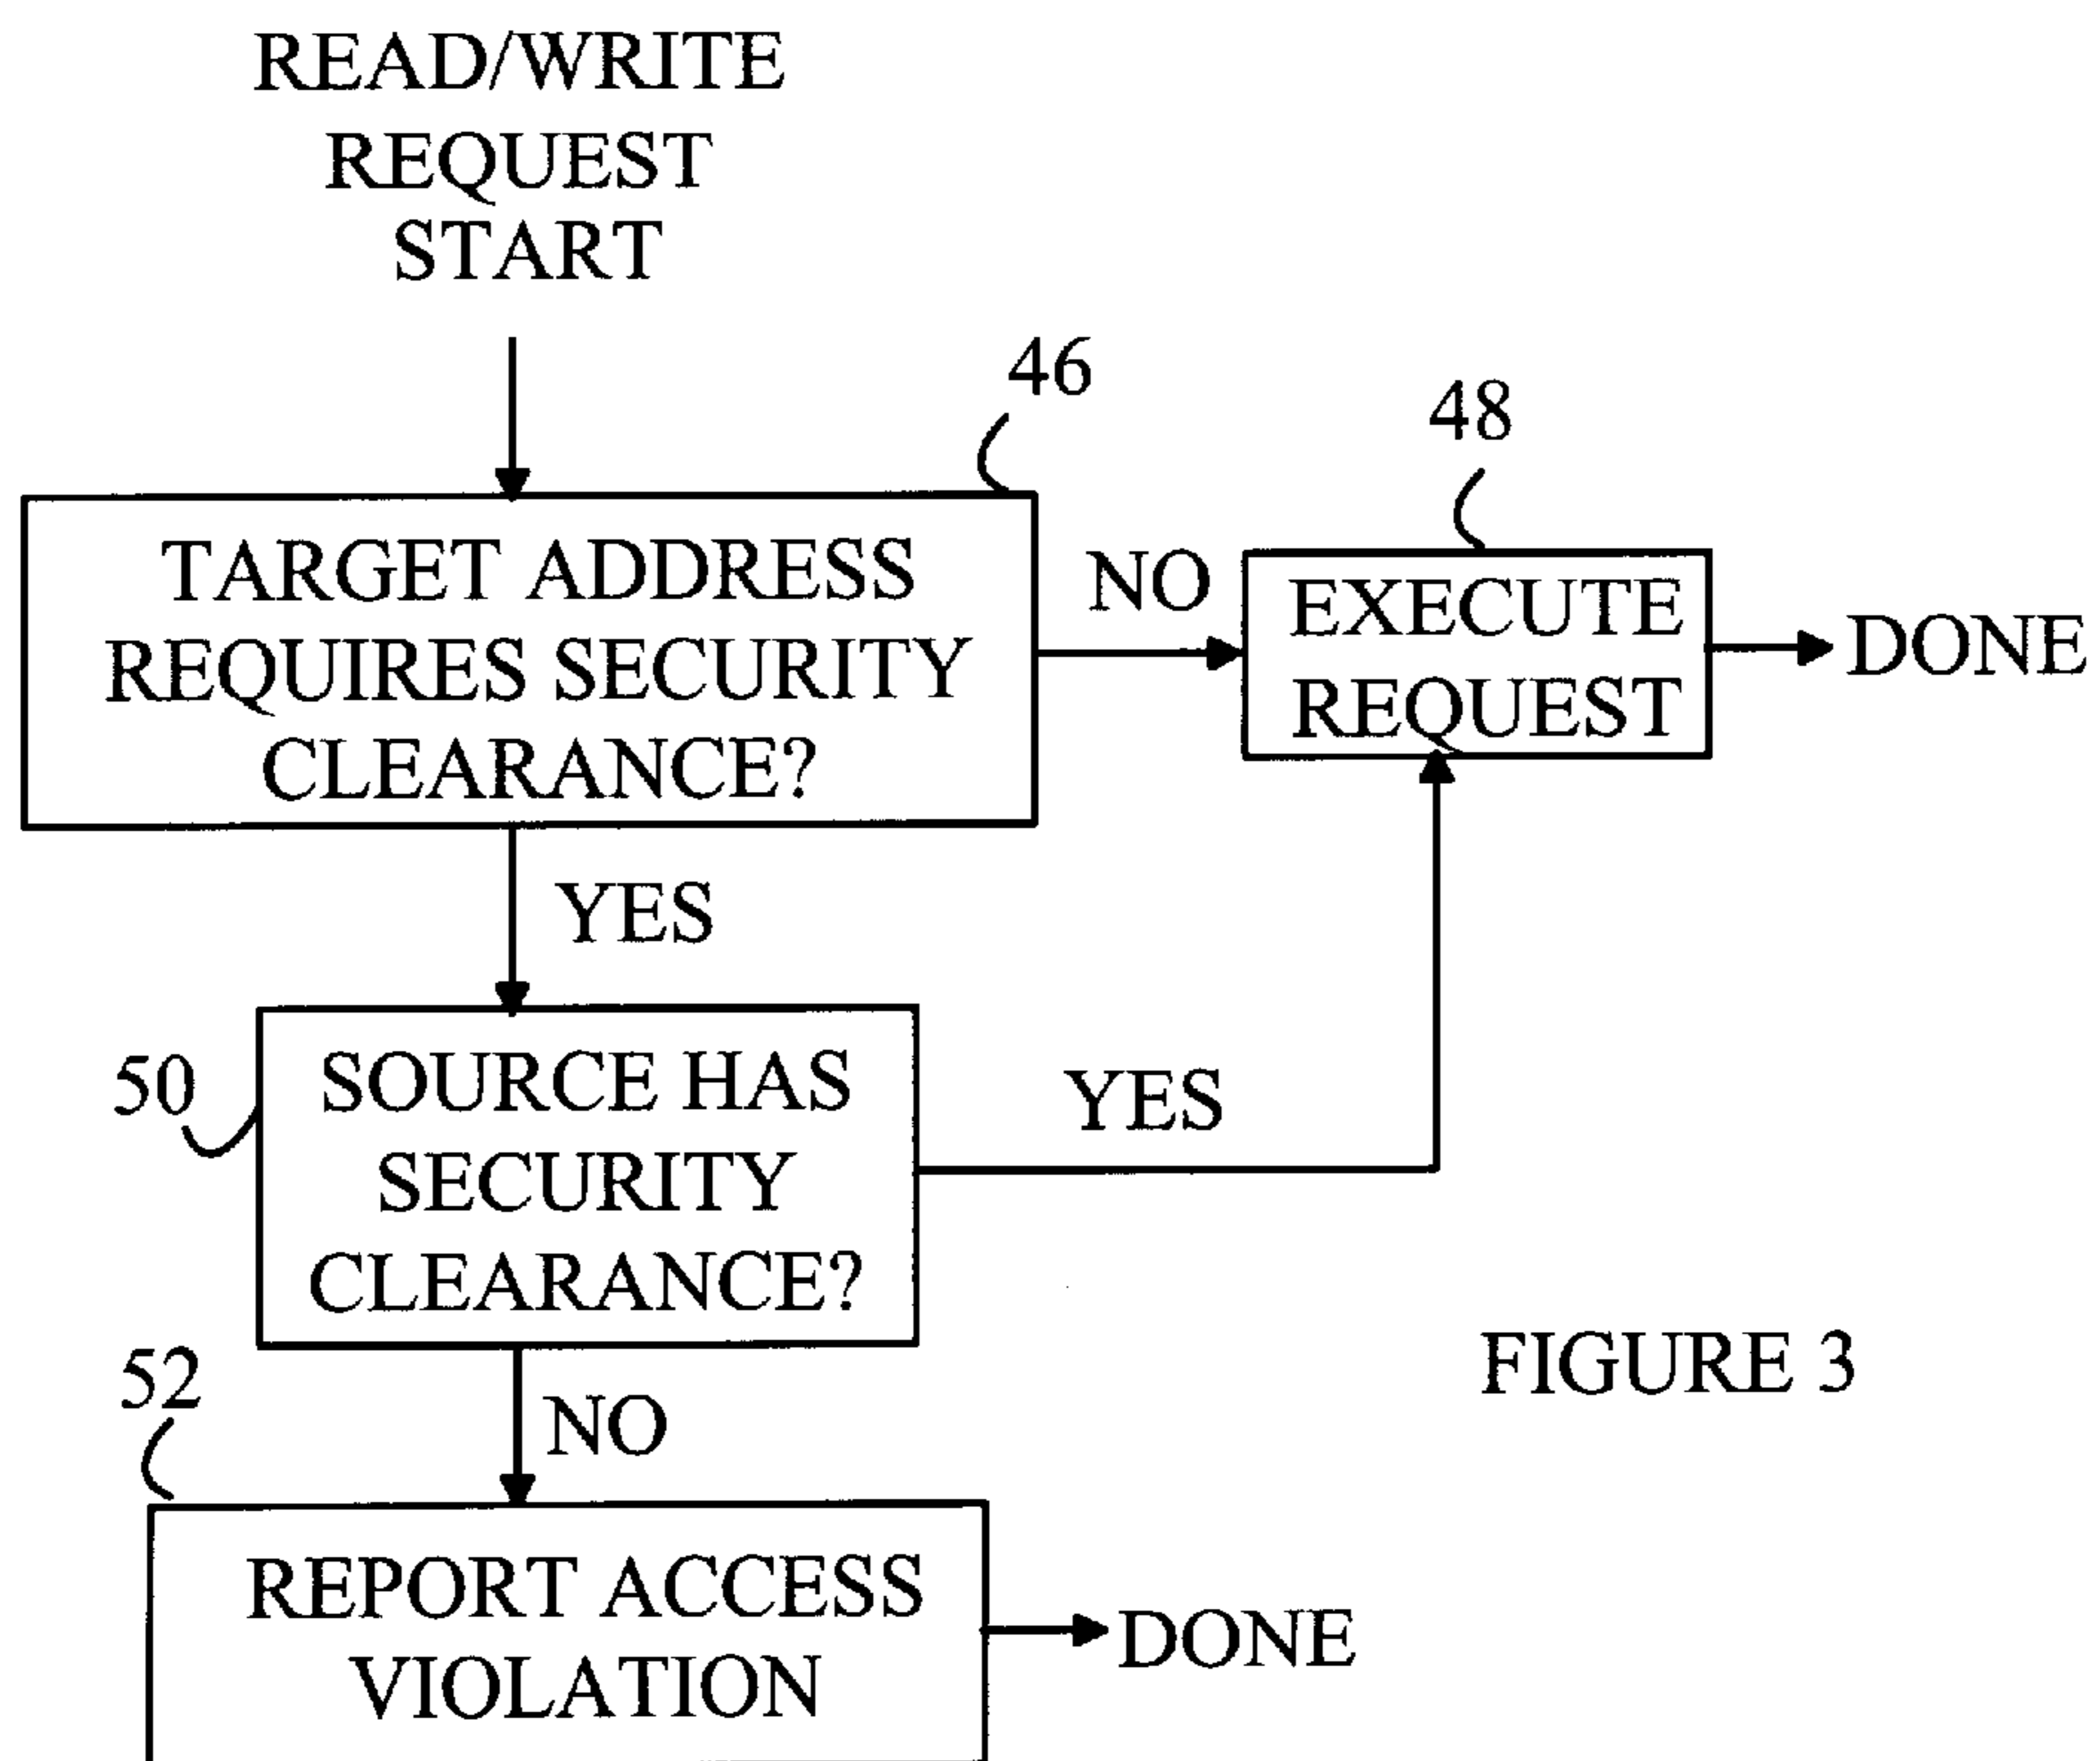 READ/WRITE
REQUEST
START
46
48
TARGET ADDRESS
REQUIRES SECURITY
CLEARANCE?
NO
EXECUTE
REQUEST
DONE
YES
50
SOURCE HAS
SECURITY
CLEARANCE?
YES
52
NO
FIGURE 3
REPORT ACCESS
VIOLATION
DONE